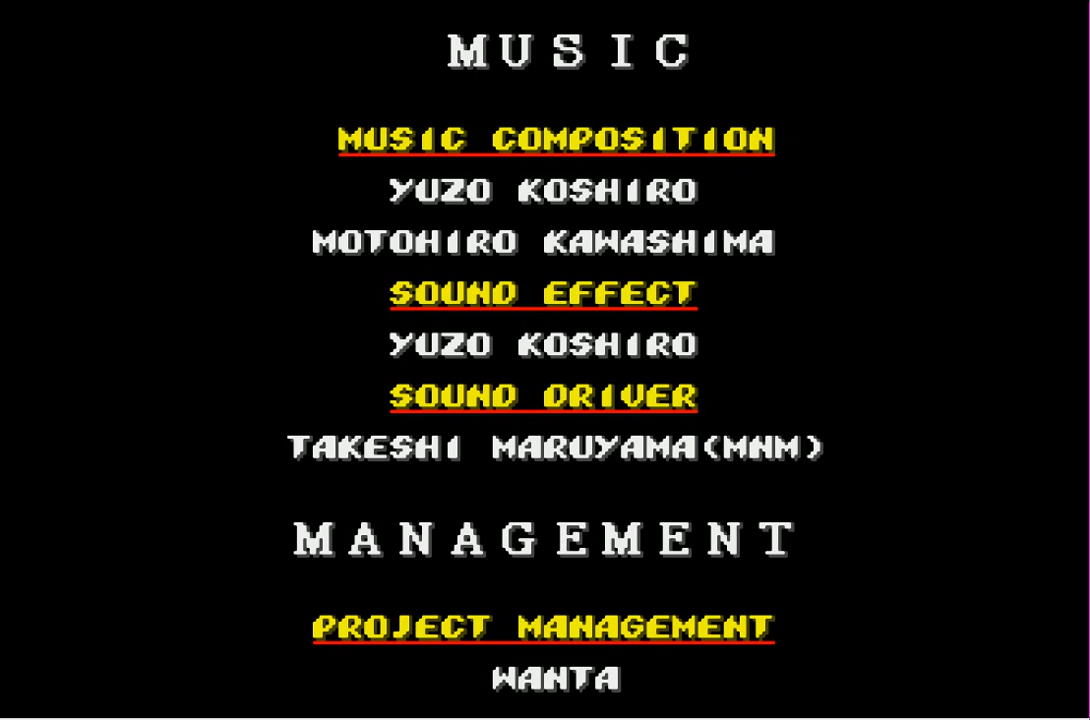 MUSIC
MUSIC COMPOSITION
YUZO KOSHIRO
MOTOHIRO KAWASHIMA
SOUND EFFECT
YUZO KOSHIRO
SOUND DRIVER
TAKESHI MARUYAMA(MNM)
MANAGEMENT
PROJECT MANAGEMENT
WANTA